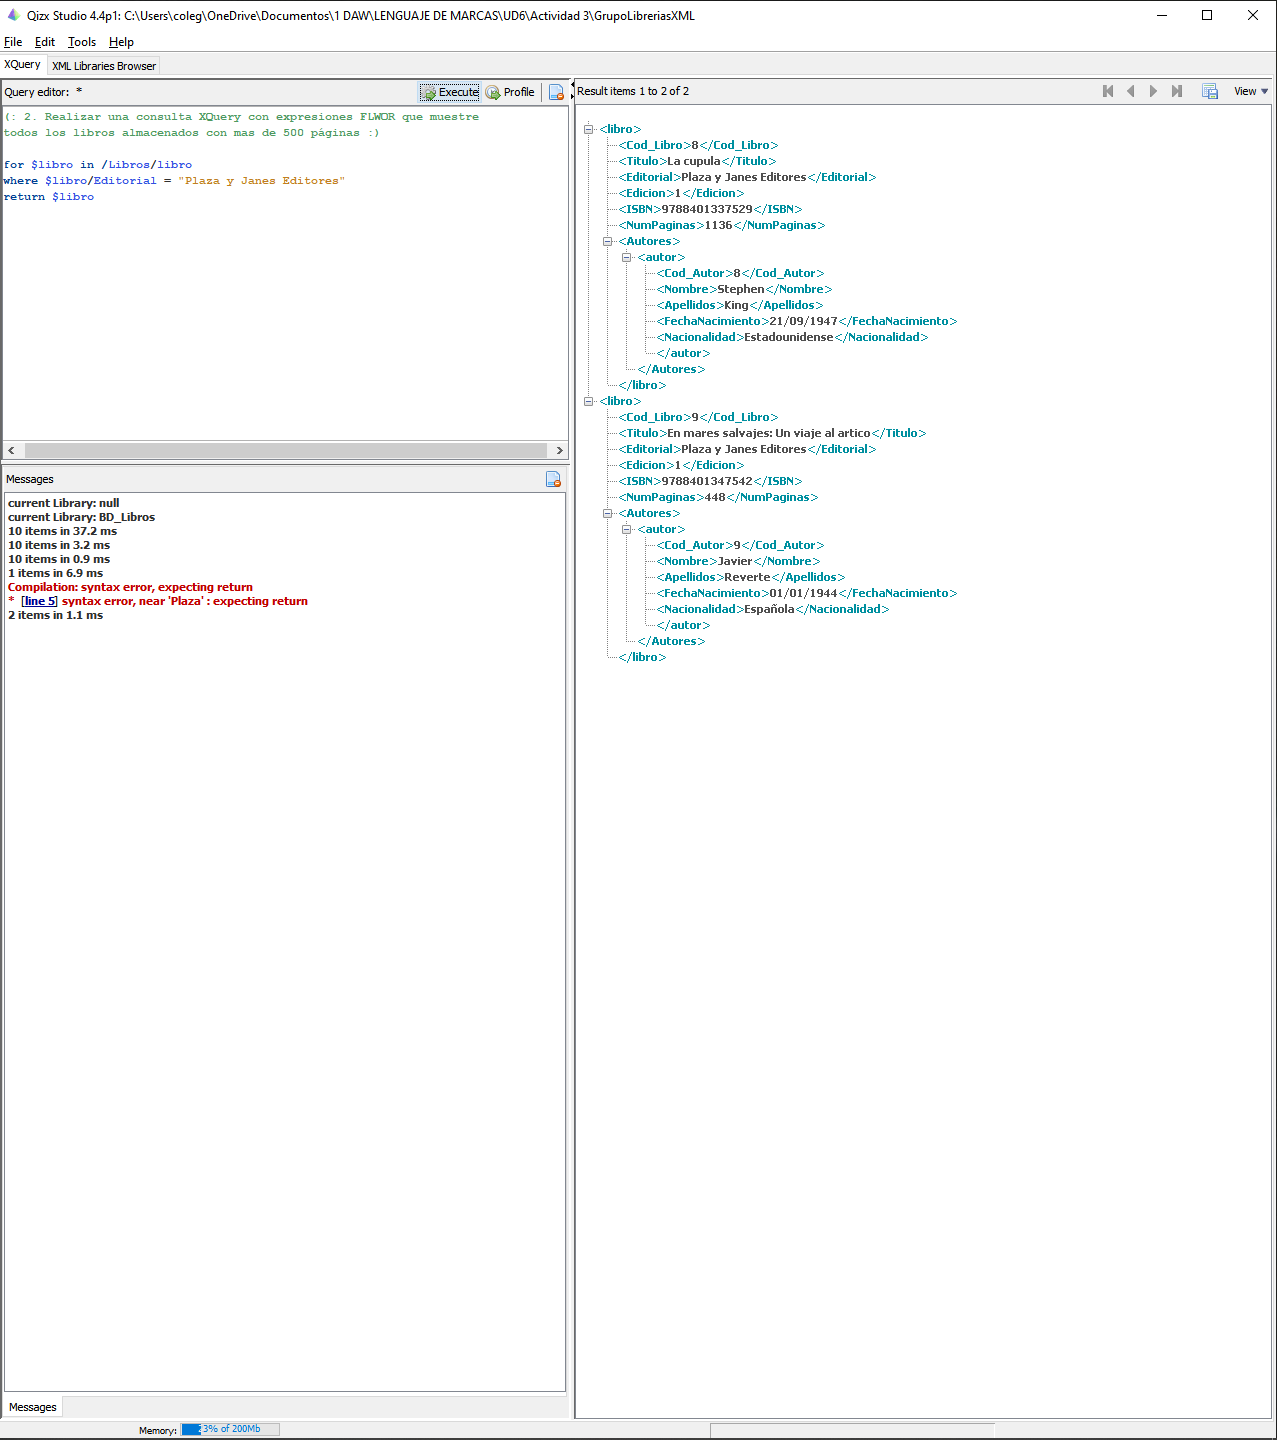 Qizx Studio 4.4p1: C:\Users\coleg\OneDrive\Documentos\1 DAW\LENGUAJE DE MARCAS\UD6\Actividad 3\GrupoLibreriasXML
File Edit Tools Help
XQuery XML Libraries Browser
Query editor: *
Execute Profile
(: 2. Realizar una consulta XQuery con expresiones FLWOR que muestre
todos los libros almacenados con mas de 500 páginas :)
for $libro in /Libros/libro
where $libro/Editorial = "Plaza y Janes Editores"
return $libro
Messages
current Library: null
current Library: BD_Libros
10 items in 37.2 ms
10 items in 3.2 ms
10 items in 0.9 ms
1 items in 6.9 ms
Compilation: syntax error, expecting return
* [line 5] syntax error, near 'Plaza' : expecting return
2 items in 1.1 ms
Messages
Result items 1 to 2 of 2
View
<libro>
<Cod_Libro>8</Cod_Libro>
<Titulo>La cupula</Titulo>
<Editorial>Plaza y Janes Editores</Editorial>
<Edicion>1</Edicion>
<ISBN>9788401337529</ISBN>
<NumPaginas>1136</NumPaginas>
<Autores>
<autor>
<Cod_Autor>8</Cod_Autor>
<Nombre>Stephen</Nombre>
<Apellidos>King</Apellidos>
<FechaNacimiento>21/09/1947</FechaNacimiento>
<Nacionalidad>Estadounidense</Nacionalidad>
</autor>
</Autores>
</libro>
<libro>
<Cod_Libro>9</Cod_Libro>
<Titulo>En mares salvajes: Un viaje al artico</Titulo>
<Editorial>Plaza y Janes Editores</Editorial>
<Edicion>1</Edicion>
<ISBN>9788401347542</ISBN>
<NumPaginas>448</NumPaginas>
<Autores>
<autor>
<Cod_Autor>9</Cod_Autor>
<Nombre>Javier</Nombre>
<Apellidos>Reverte</Apellidos>
<FechaNacimiento>01/01/1944</FechaNacimiento>
<Nacionalidad>Española</Nacionalidad>
</autor>
</Autores>
</libro>
Memory: 3% of 200Mb